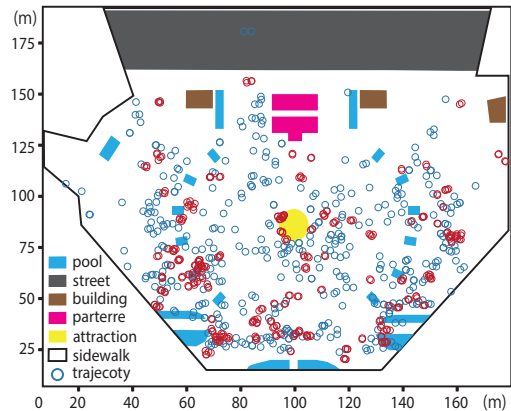 (m)
175
150
125
100
75
50
25
pool
street
building
parterre
attraction
sidewalk
trajecoty
0 20 40 60 80 100 120 140 160 (m)